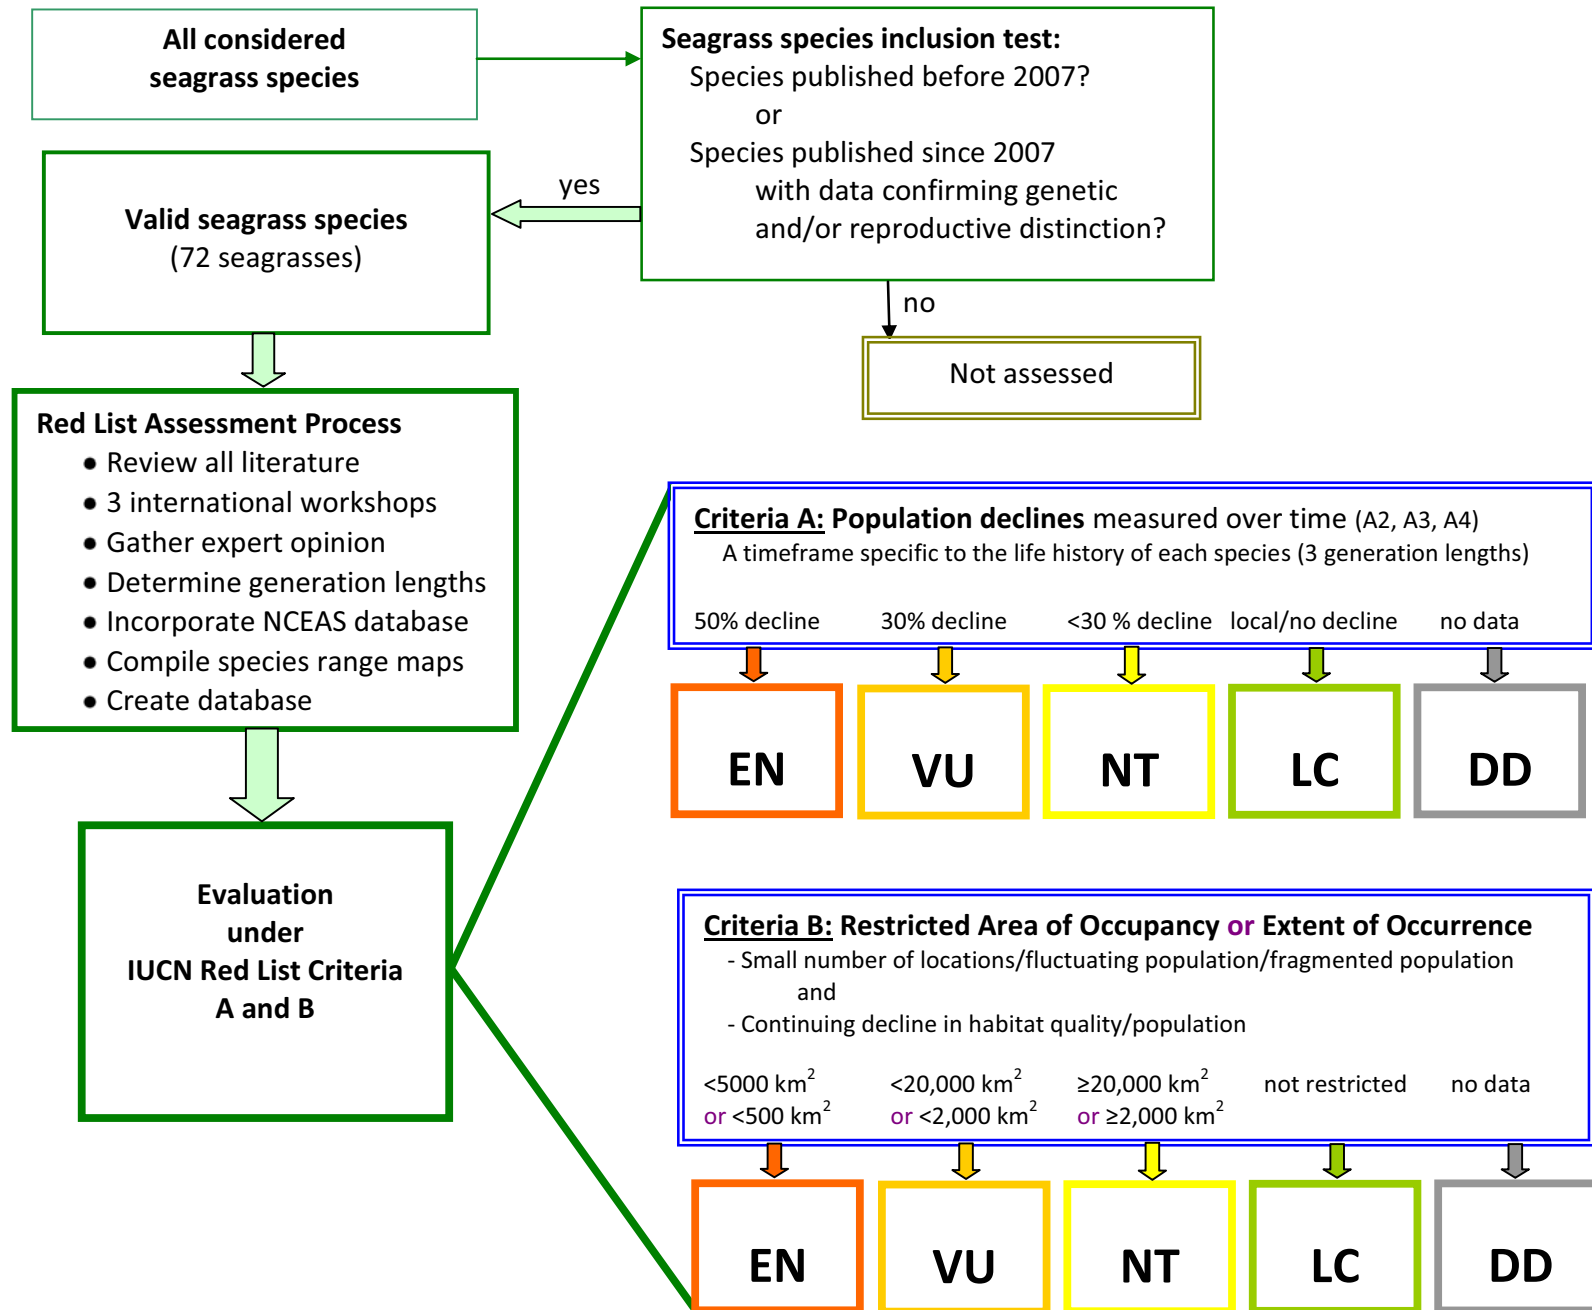 All considered
seagrass species
Seagrass species inclusion test:
Species published before 2007?
or
Species published since 2007
with data confirming genetic
and/or reproductive distinction?
yes
Valid seagrass species
(72 seagrasses)
no
Not assessed
Red List Assessment Process
• Review all literature
• 3 international workshops
• Gather expert opinion
• Determine generation lengths
• Incorporate NCEAS database
• Compile species range maps
• Create database
Evaluation
under
IUCN Red List Criteria
A and B
Criteria A: Population declines measured over time (A2, A3, A4)
A timeframe specific to the life history of each species (3 generation lengths)
50% decline 30% decline <30 % decline local/no decline no data
EN VU NT LC DD
Criteria B: Restricted Area of Occupancy or Extent of Occurrence
- Small number of locations/fluctuating population/fragmented population
and
- Continuing decline in habitat quality/population
<5000 km² <20,000 km² ≥20,000 km² not restricted no data
or <500 km² or <2,000 km² or ≥2,000 km²
EN VU NT LC DD